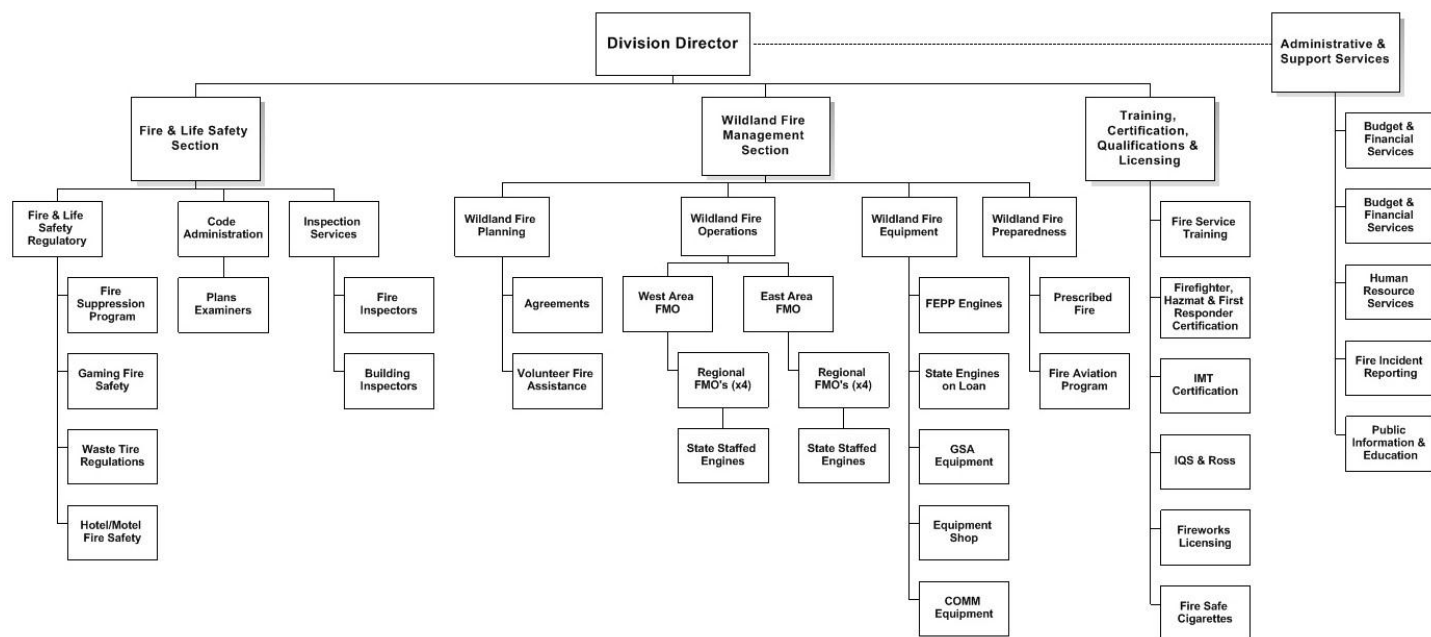 Division Director
Administrative &
Support Services
Fire & Life Safety
Section
Wildland Fire
Management
Section
Training,
Certification,
Qualifications &
Licensing
Budget &
Financial
Services
Budget &
Financial
Services
Human
Resource
Services
Fire Incident
Reporting
Public
Information &
Education
Fire & Life
Safety
Regulatory
Code
Administration
Inspection
Services
Fire
Suppression
Program
Gaming Fire
Safety
Waste Tire
Regulations
Hotel/Motel
Fire Safety
Plans
Examiners
Fire
Inspectors
Building
Inspectors
Wildland Fire
Planning
Wildland Fire
Operations
Wildland Fire
Equipment
Wildland Fire
Preparedness
Agreements
Volunteer Fire
Assistance
West Area
FMO
East Area
FMO
Regional
FMO's (x4)
Regional
FMO's (x4)
State Staffed
Engines
State Staffed
Engines
FEPP Engines
State Engines
on Loan
GSA
Equipment
Equipment
Shop
COMM
Equipment
Prescribed
Fire
Fire Aviation
Program
Fire Service
Training
Firefighter,
Hazmat & First
Responder
Certification
IMT
Certification
IQS & Ross
Fireworks
Licensing
Fire Safe
Cigarettes